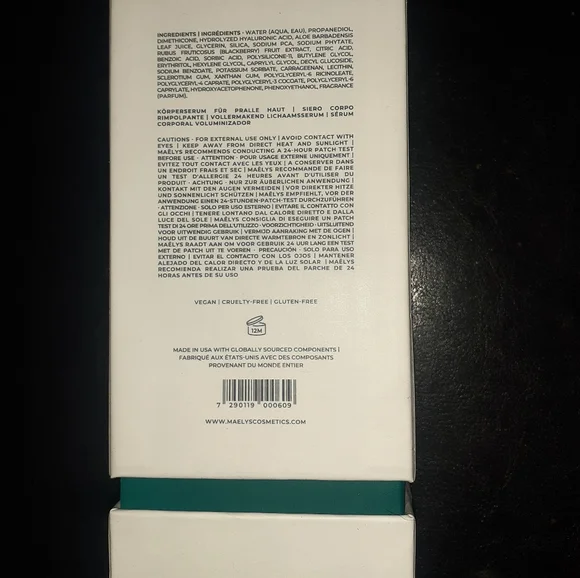 INGREDIENTS | INGRÉDIENTS · WATER (AQUA, EAU), PROPANEDIOL,
DIMETHICONE, HYDROLYZED HYALURONIC ACID, ALOE BARBADENSIS
LEAF JUICE, GLYCERIN, SILICA, SODIUM PCA, SODIUM PHYTATE,
RUBUS FRUTICOSUS (BLACKBERRY) FRUIT EXTRACT, CITRIC ACID,
BENZOIC ACID, SORBIC ACID, POLYSILICONE-11, BUTYLENE GLYCOL,
ERYTHRITOL, HEXYLENE GLYCOL, CAPRYLYL GLYCOL, DECYL GLUCOSIDE,
SODIUM BENZOATE, POTASSIUM SORBATE, CARRAGEENAN, LECITHIN,
SCLEROTIUM GUM, XANTHAN GUM, POLYGLYCERYL-6 RICINOLEATE,
POLYGLYCERYL-4 CAPRATE, POLYGLYCERYL-3 COCOATE, POLYGLYCERYL-6
CAPRYLATE, HYDROXYACETOPHENONE, PHENOXYETHANOL, FRAGRANCE
(PARFUM).
KÖRPERSERUM FÜR PRALLE HAUT | SIERO CORPO
RIMPOLPANTE | VOLLERMAKEND LICHAAMSSERUM | SÉRUM
CORPORAL VOLUMINIZADOR
CAUTIONS · FOR EXTERNAL USE ONLY | AVOID CONTACT WITH
EYES | KEEP AWAY FROM DIRECT HEAT AND SUNLIGHT |
MAËLYS RECOMMENDS CONDUCTING A 24-HOUR PATCH TEST
BEFORE USE · ATTENTION · POUR USAGE EXTERNE UNIQUEMENT |
EVITEZ TOUT CONTACT AVEC LES YEUX | A CONSERVER DANS
UN ENDROIT FRAIS ET SEC | MAËLYS RECOMMANDE DE FAIRE
UN TEST D'ALLERGIE 24 HEURES AVANT D'UTILISER DU
PRODUIT · ACHTUNG · NUR ZUR ÄUßERLICHEN ANWENDUNG |
KONTAKT MIT DEN AUGEN VERMEIDEN | VOR DIREKTER HITZE
UND SONNENLICHT SCHÜTZEN | MAËLYS EMPFIEHLT, VOR DER
ANWENDUNG EINEN 24-STUNDEN-PATCH-TEST DURCHZUFÜHREN
· ATTENZIONE · SOLO PER USO ESTERNO | EVITARE IL CONTATTO CON
GLI OCCHI | TENERE LONTANO DAL CALORE DIRETTO E DALLA
LUCE DEL SOLE | MAËLYS CONSIGLIA DI ESEGUIRE UN PATCH
TEST DI 24 ORE PRIMA DELL'UTILIZZO · VOORZICHTIGHEID · UITSLUITEND
VOOR UITWENDIG GEBRUIK | VERMIJD AANRAKING MET DE OGEN |
HOUD UIT DE BUURT VAN DIRECTE WARMTEBRON EN ZONLICHT |
MAËLYS RAADT AAN OM VOOR GEBRUIK 24 UUR LANG EEN TEST
MET DE PATCH UIT TE VOEREN · PRECAUCIÓN · SOLO PARA USO
EXTERNO | EVITAR EL CONTACTO CON LOS OJOS | MANTENER
ALEJADO DEL CALOR DIRECTO Y DE LA LUZ SOLAR | MAËLYS
RECOMIENDA REALIZAR UNA PRUEBA DEL PARCHE DE 24
HORAS ANTES DE SU USO
VEGAN | CRUELTY-FREE | GLUTEN-FREE
12M
MADE IN USA WITH GLOBALLY SOURCED COMPONENTS |
FABRIQUÉ AUX ÉTATS-UNIS AVEC DES COMPOSANTS
PROVENANT DU MONDE ENTIER
7 290119 000609
WWW.MAELYSCOSMETICS.COM